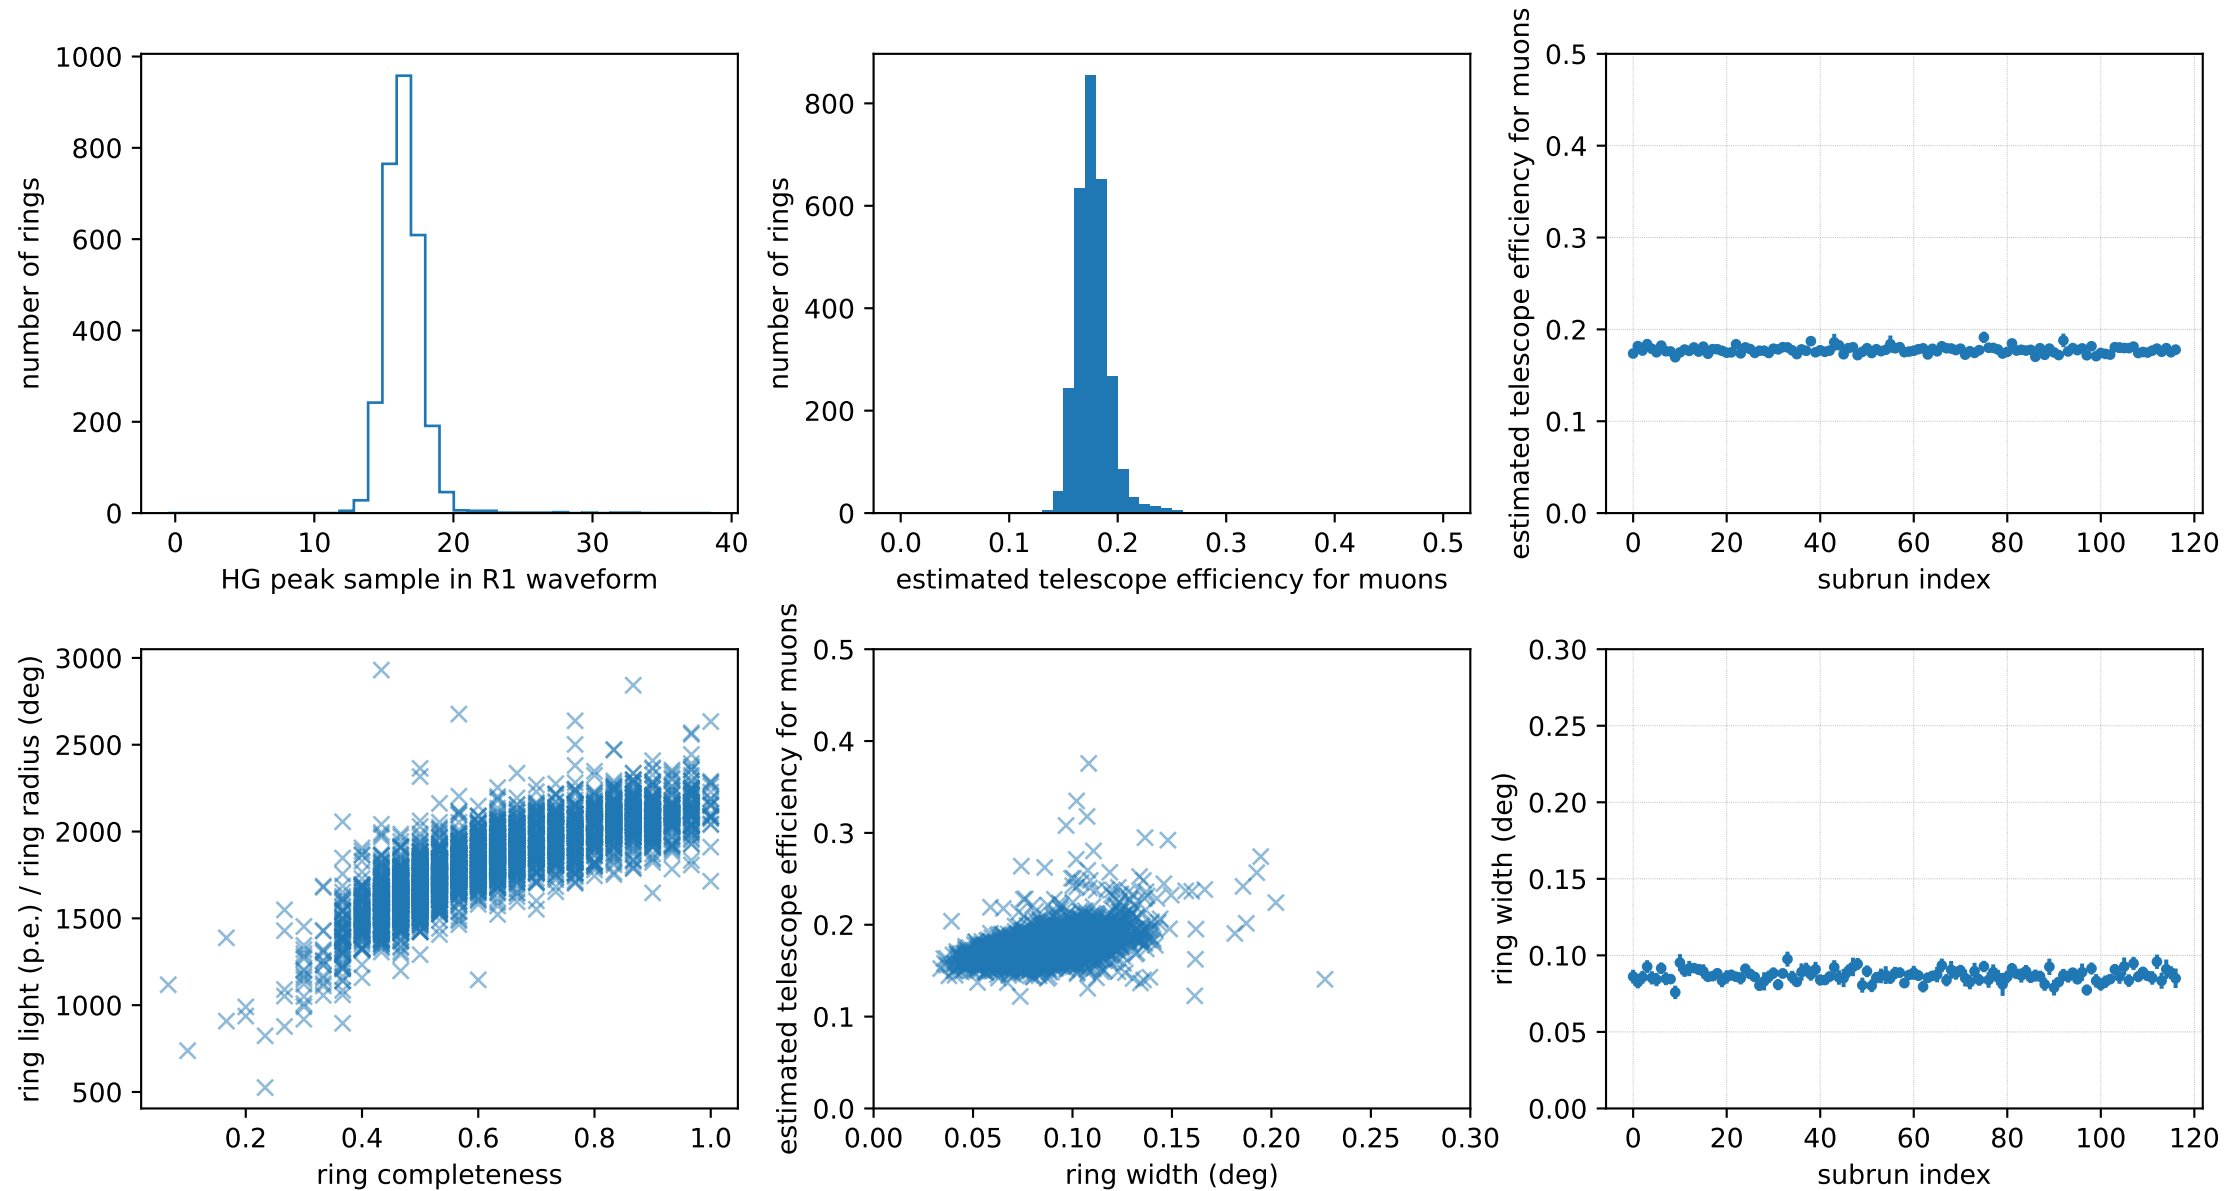 number of rings
1000
800
600
400
200
0
0 10 20 30 40
HG peak sample in R1 waveform
number of rings
800
600
400
200
0
0.0 0.1 0.2 0.3 0.4 0.5
estimated telescope efficiency for muons
estimated telescope efficiency for muons
0.5
0.4
0.3
0.2
0.1
0.0
0 20 40 60 80 100 120
subrun index
ring light (p.e.) / ring radius (deg)
3000
2500
2000
1500
1000
500
0.2 0.4 0.6 0.8 1.0
ring completeness
estimated telescope efficiency for muons
0.5
0.4
0.3
0.2
0.1
0.0
0.00 0.05 0.10 0.15 0.20 0.25 0.30
ring width (deg)
ring width (deg)
0.30
0.25
0.20
0.15
0.10
0.05
0.00
0 20 40 60 80 100 120
subrun index